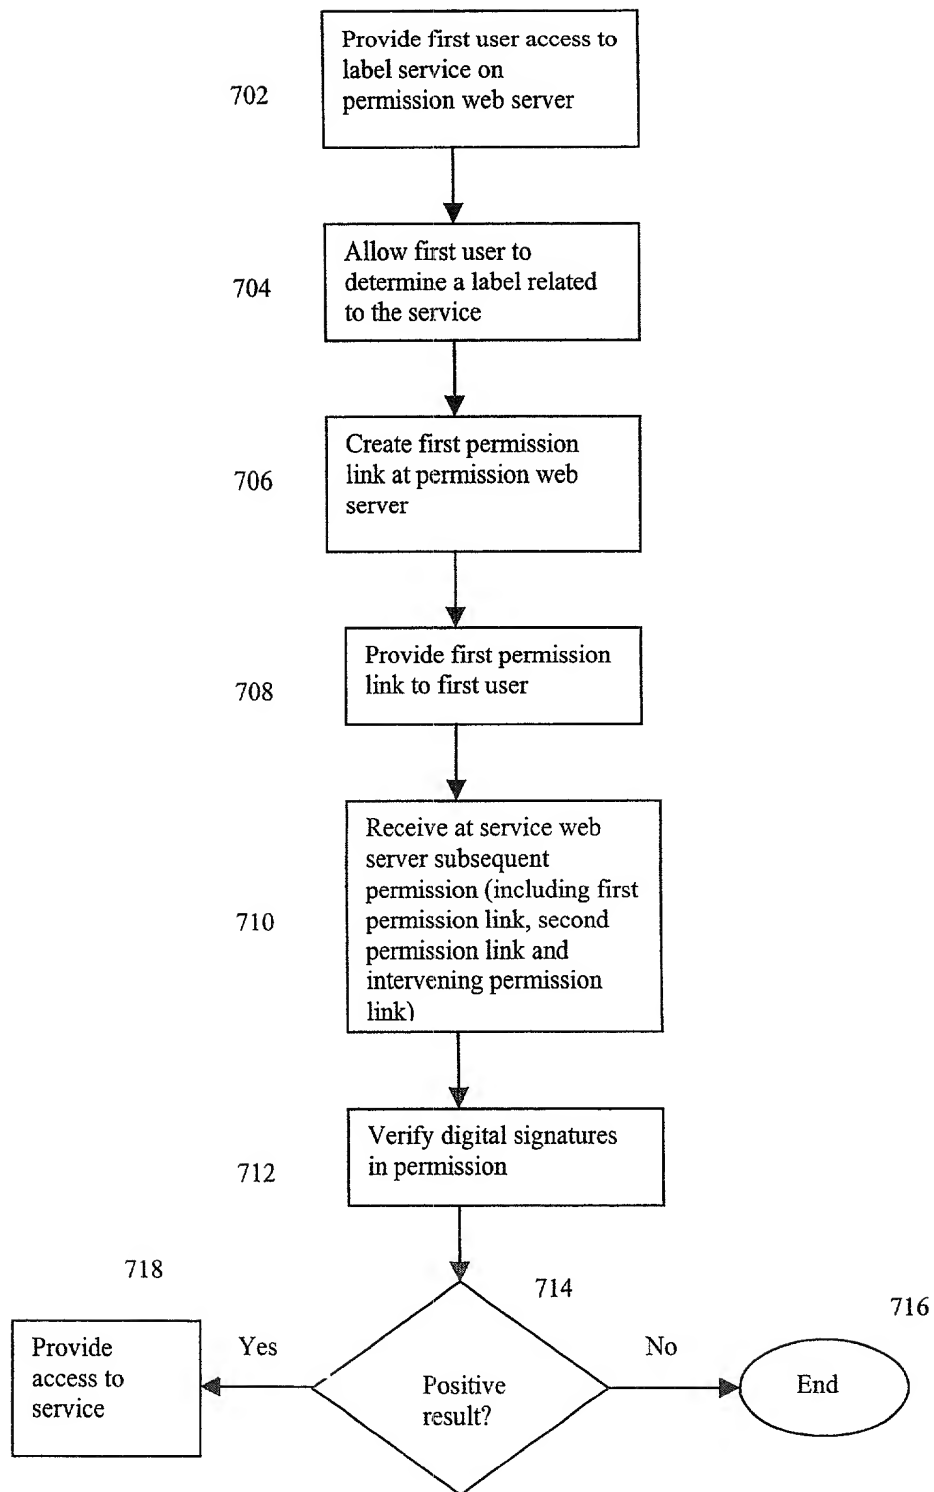 Provide first user access to
label service on
permission web server
702
Allow first user to
determine a label related
to the service
704
Create first permission
link at permission web
server
706
Provide first permission
link to first user
708
Receive at service web
server subsequent
permission (including first
permission link, second
permission link and
intervening permission
link)
710
Verify digital signatures
in permission
712
718
714
716
Provide
access to
service
Yes
Positive
result?
No
End